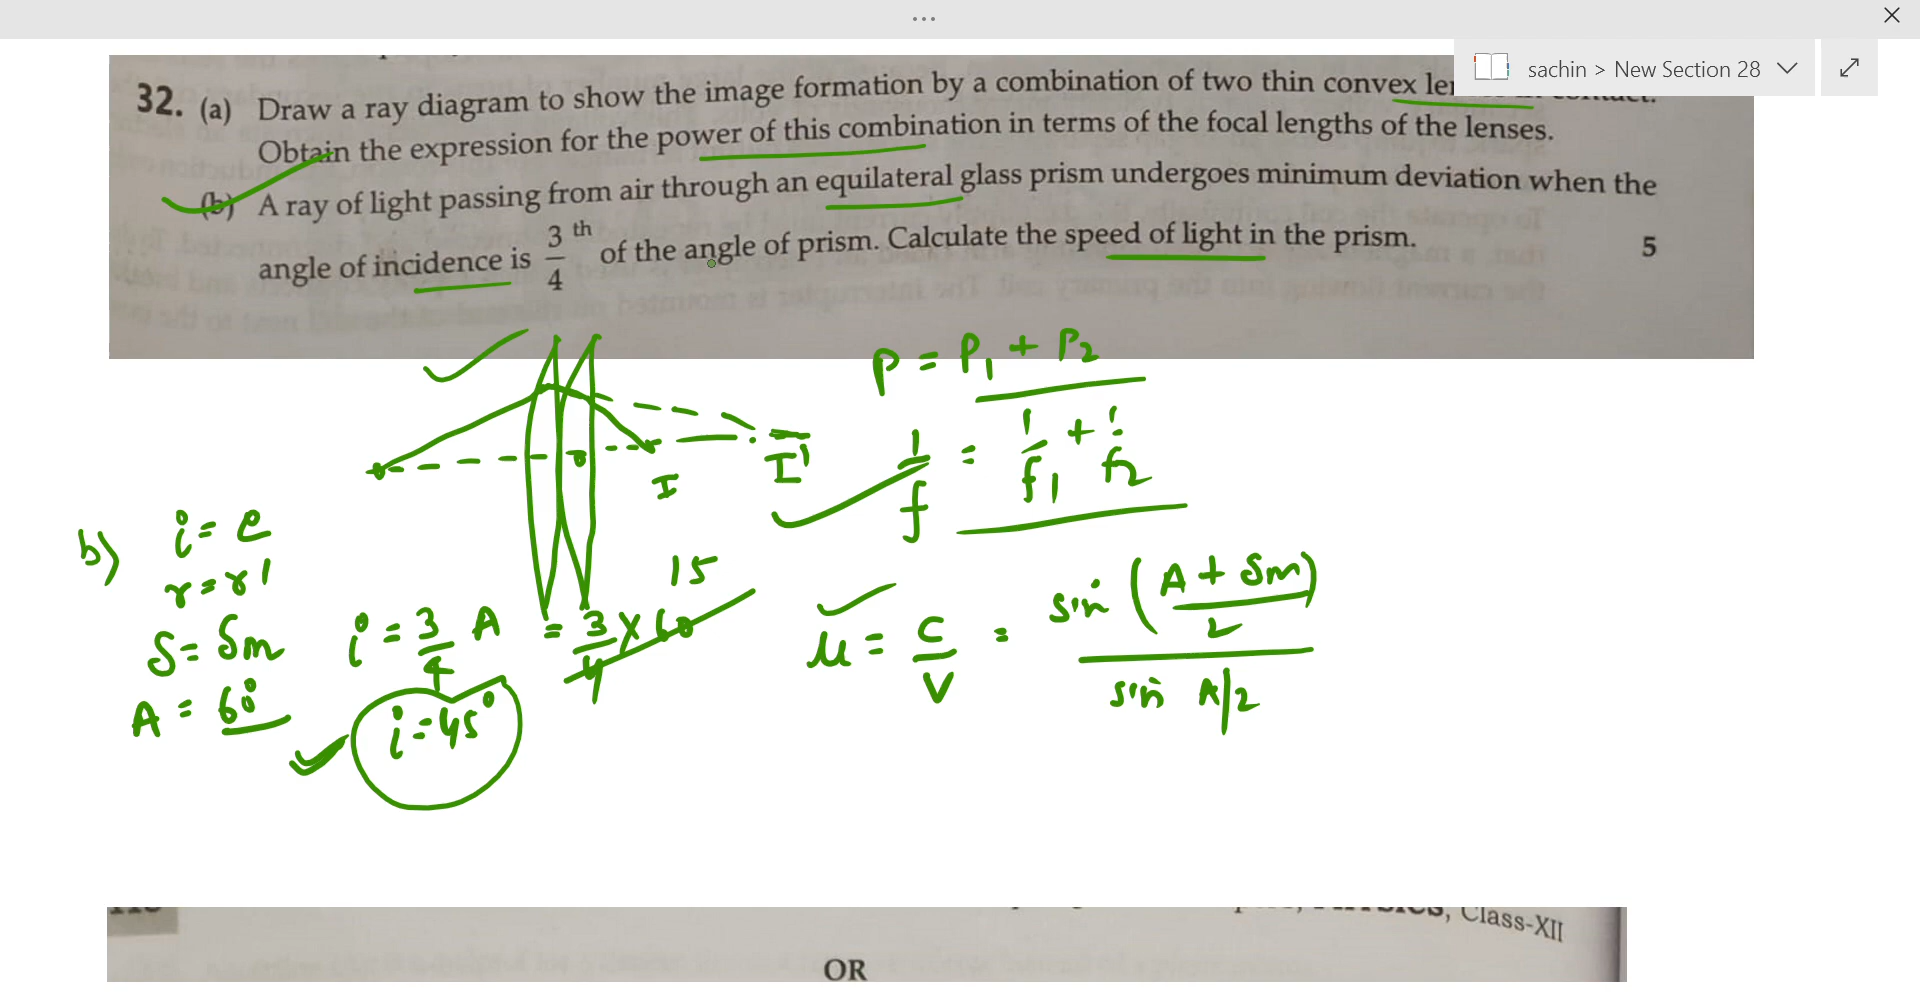 sachin > New Section 28
32. (a) Draw a ray diagram to show the image formation by a combination of two thin convex
Obtain the expression for the power of this combination in terms of the focal lengths of the lenses.
(b) A ray of light passing from air through an equilateral glass prism undergoes minimum deviation when the
angle of incidence is 3/4 th of the angle of prism. Calculate the speed of light in the prism. 5
P = P1 + P2
1/f = 1/f1 + 1/f2
I I'
b) i = e
r = r'
δ = δm
A = 60°
i = 3/4 A = 3/4 × 60 15
i = 45°
μ = c/v = sin (A + δm / 2) / sin A/2
, Class-XII
OR